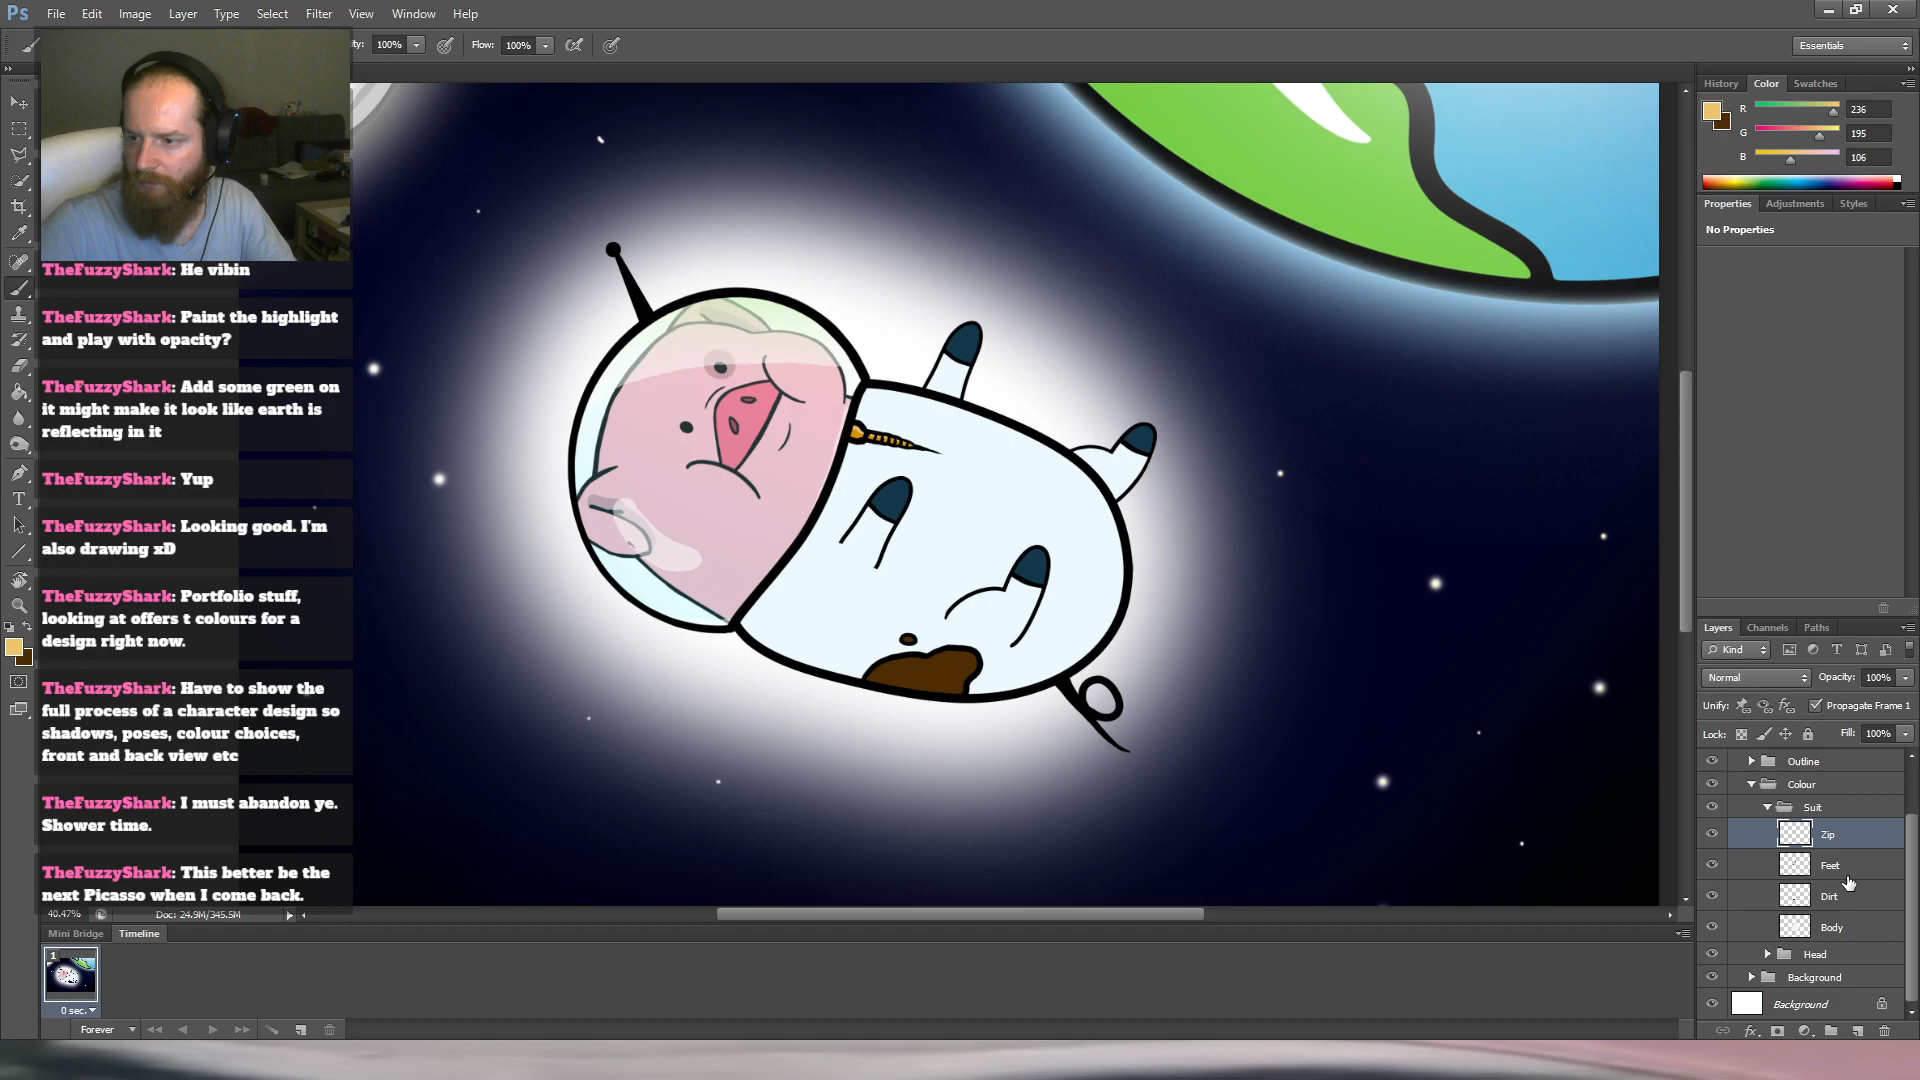 Ps File Edit Image Layer Type Select Filter View Window Help
100% Flow: 100% Essentials
TheFuzzyShark: He vibin
TheFuzzyShark: Paint the highlight
and play with opacity?
TheFuzzyShark: Add some green on
it might make it look like earth is
reflecting in it
TheFuzzyShark: Yup
TheFuzzyShark: Looking good. I'm
also drawing xD
TheFuzzyShark: Portfolio stuff,
looking at offers t colours for a
design right now.
TheFuzzyShark: Have to show the
full process of a character design so
shadows, poses, colour choices,
front and back view etc
TheFuzzyShark: I must abandon ye.
Shower time.
TheFuzzyShark: This better be the
next Picasso when I come back.
40.47% Doc: 24.9M/345.5M
Mini Bridge Timeline
1
0 sec.
Forever
History Color Swatches
R 236
G 195
B 106
Properties Adjustments Styles
No Properties
Layers Channels Paths
Kind
Normal Opacity: 100%
Unify: Propagate Frame 1
Lock: Fill: 100%
Outline
Colour
Suit
Zip
Feet
Dirt
Body
Head
Background
Background
fx